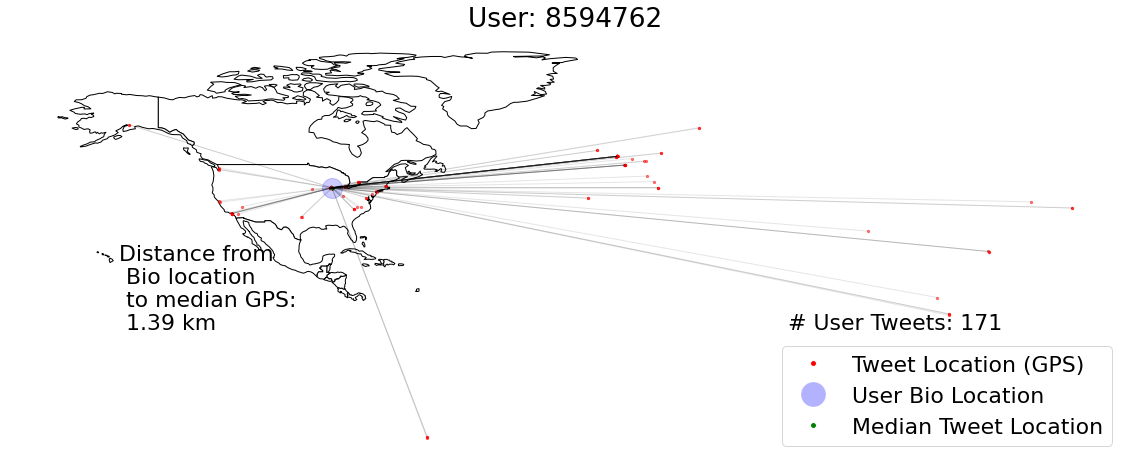 User: 8594762
Distance from
Bio location
to median GPS:
1.39 km
# User Tweets: 171
Tweet Location (GPS)
User Bio Location
Median Tweet Location